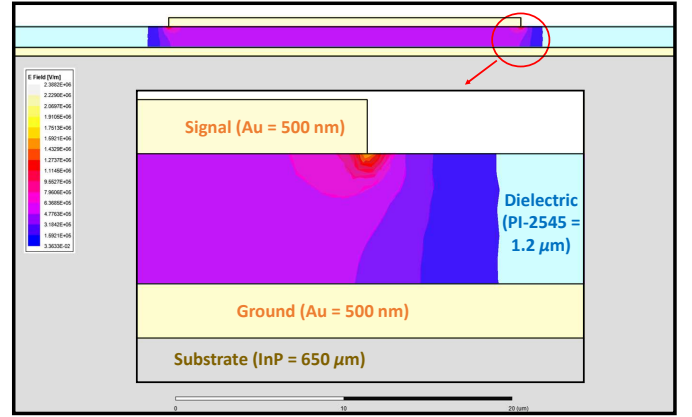 E Field [V/m]
2.3882E+06
2.2290E+06
2.0697E+06
1.9105E+06
1.7513E+06
1.5921E+06
1.4329E+06
1.2737E+06
1.1145E+06
9.5527E+05
7.9606E+05
6.3685E+05
4.7763E+05
3.1842E+05
1.5921E+05
3.3633E-02
Signal (Au = 500 nm)
Dielectric
(PI-2545 =
1.2 μm)
Ground (Au = 500 nm)
Substrate (InP = 650 μm)
0 10 20 (um)